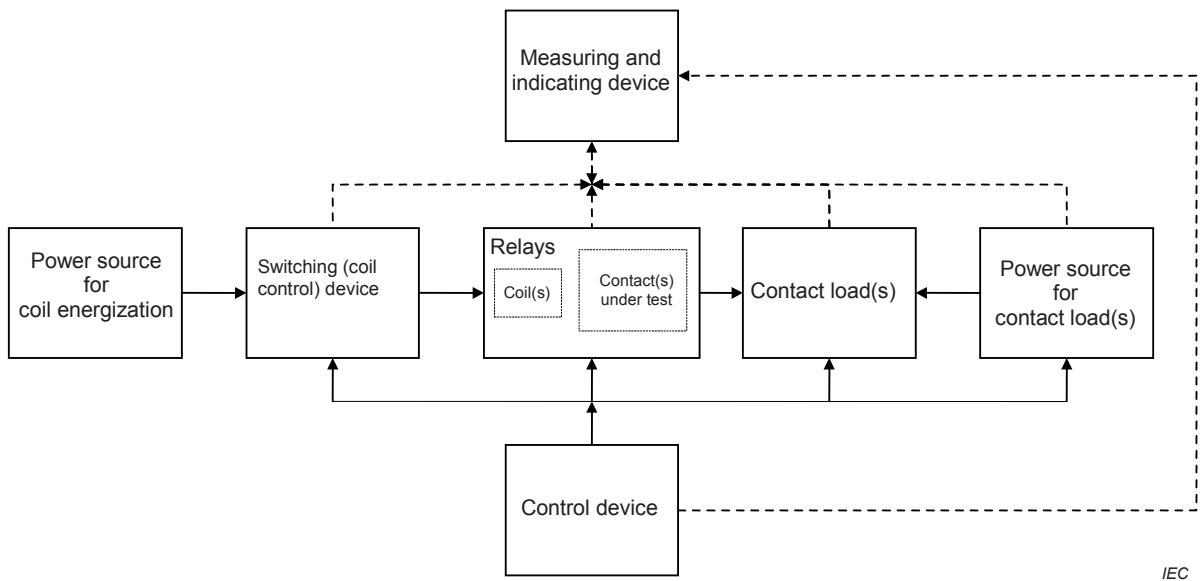 Measuring and
indicating device
Power source
for
coil energization
Switching (coil
control) device
Relays
Coil(s)
Contact(s)
under test
Contact load(s)
Power source
for
contact load(s)
Control device
IEC